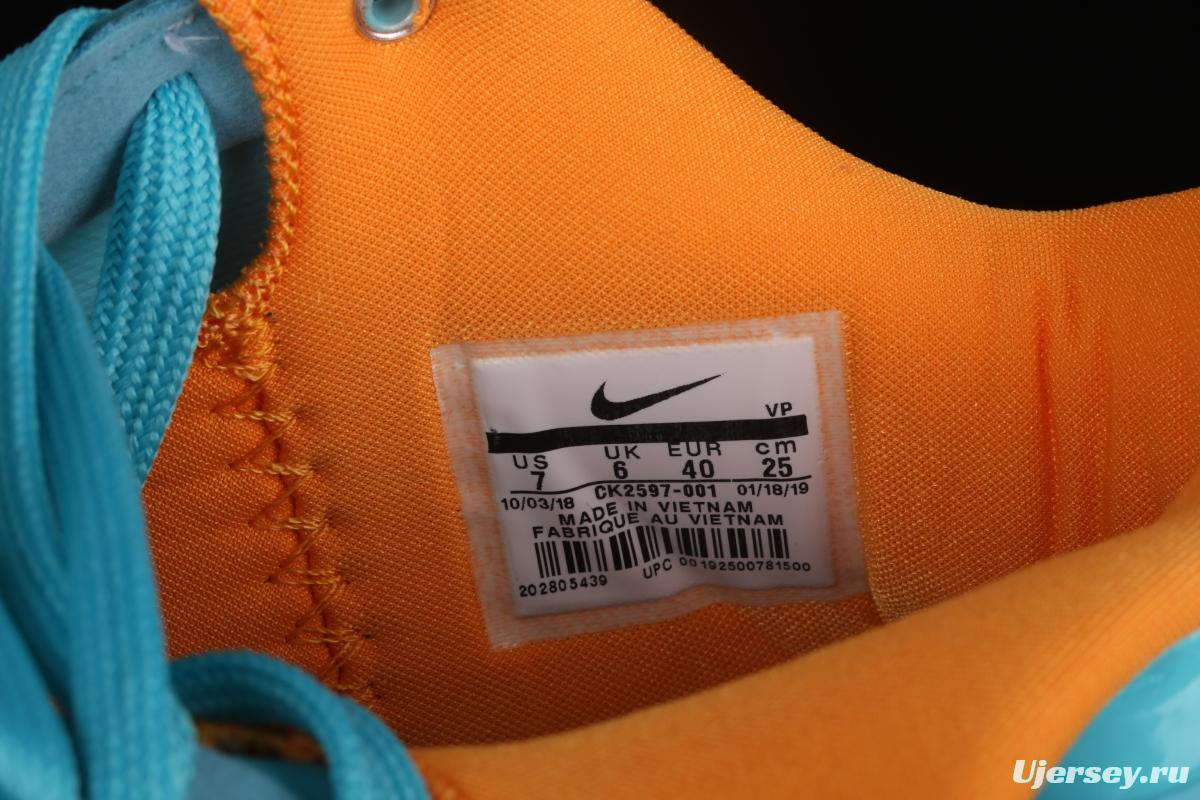 VP
US UK EUR cm
7 6 40 25
10/03/18 CK2597-001 01/18/19
MADE IN VIETNAM
FABRIQUE AU VIETNAM
202805439 UPC 00192500781500
Ujersey.ru